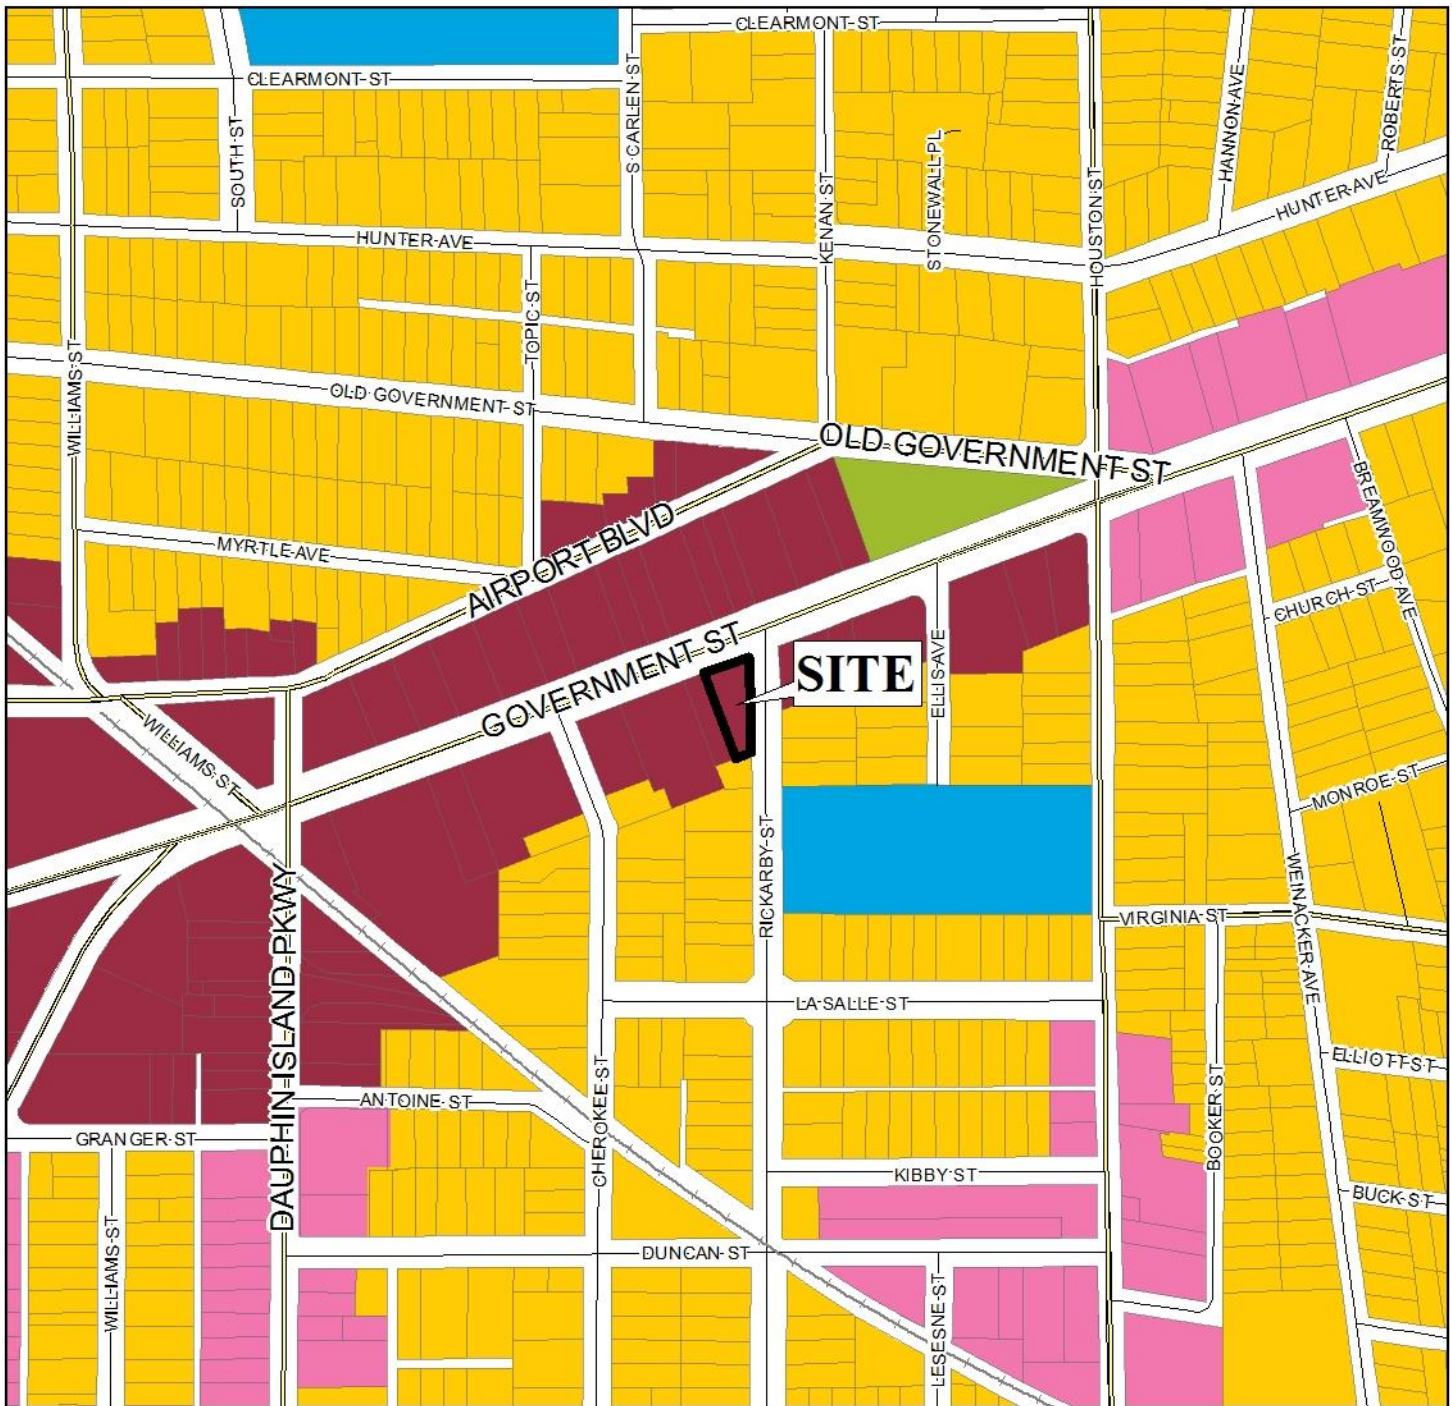 CLEARMONT ST
CLEARMONT ST
S CARLEN ST
ROBERTS ST
HANNON AVE
SOUTH ST
STONEWALL PL
KENAN ST
HOUSTON ST
HUNTER AVE
HUNTER AVE
TOPIC ST
WILLIAMS ST
OLD GOVERNMENT ST
OLD GOVERNMENT ST
BREAMWOOD AVE
AIRPORT BLVD
MYRTLE AVE
CHURCH ST
GOVERNMENT ST
SITE
ELLIS AVE
WILLIAMS ST
MONROE ST
RICKARBY ST
WEINACKER AVE
VIRGINIA ST
DAUPHIN ISLAND PKWY
LA SALLE ST
ELLIOTT ST
CHEROKEE ST
ANTOINE ST
BOOKER ST
GRANGER ST
KIBBY ST
BUCK ST
WILLIAMS ST
DUNCAN ST
LESESNE ST